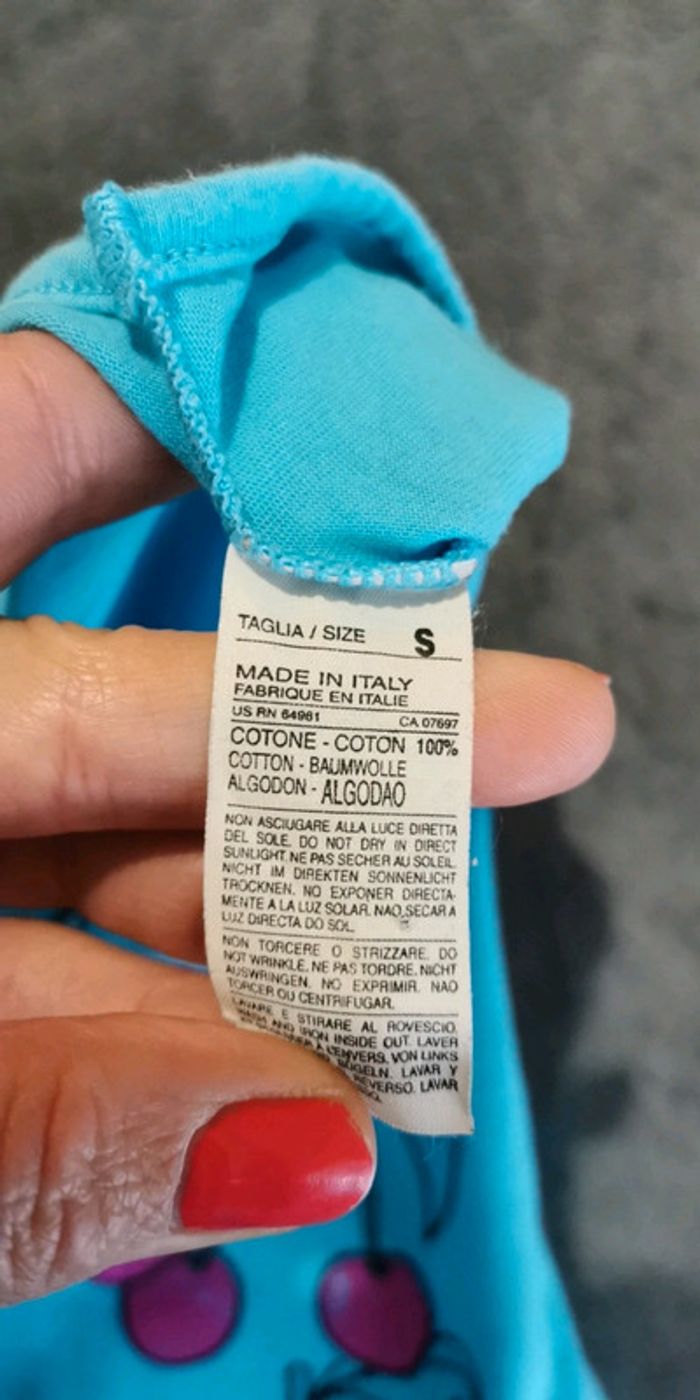 TAGLIA / SIZE S
MADE IN ITALY
FABRIQUE EN ITALIE
US RN 64961 CA 07697
COTONE - COTON 100%
COTTON - BAUMWOLLE
ALGODON - ALGODAO
NON ASCIUGARE ALLA LUCE DIRETTA
DEL SOLE. DO NOT DRY IN DIRECT
SUNLIGHT. NE PAS SECHER AU SOLEIL.
NICHT IM DIREKTEN SONNENLICHT
TROCKNEN. NO EXPONER DIRECTA-
MENTE A LA LUZ SOLAR. NAO SECAR A
LUZ DIRECTA DO SOL.
NON TORCERE O STRIZZARE. DO
NOT WRINKLE. NE PAS TORDRE. NICHT
AUSWRINGEN. NO EXPRIMIR. NAO
TORCER OU CENTRIFUGAR.
LAVARE E STIRARE AL ROVESCIO.
WASH AND IRON INSIDE OUT. LAVER
A L'ENVERS. VON LINKS
BÜGELN. LAVAR Y
REVERSO. LAVAR